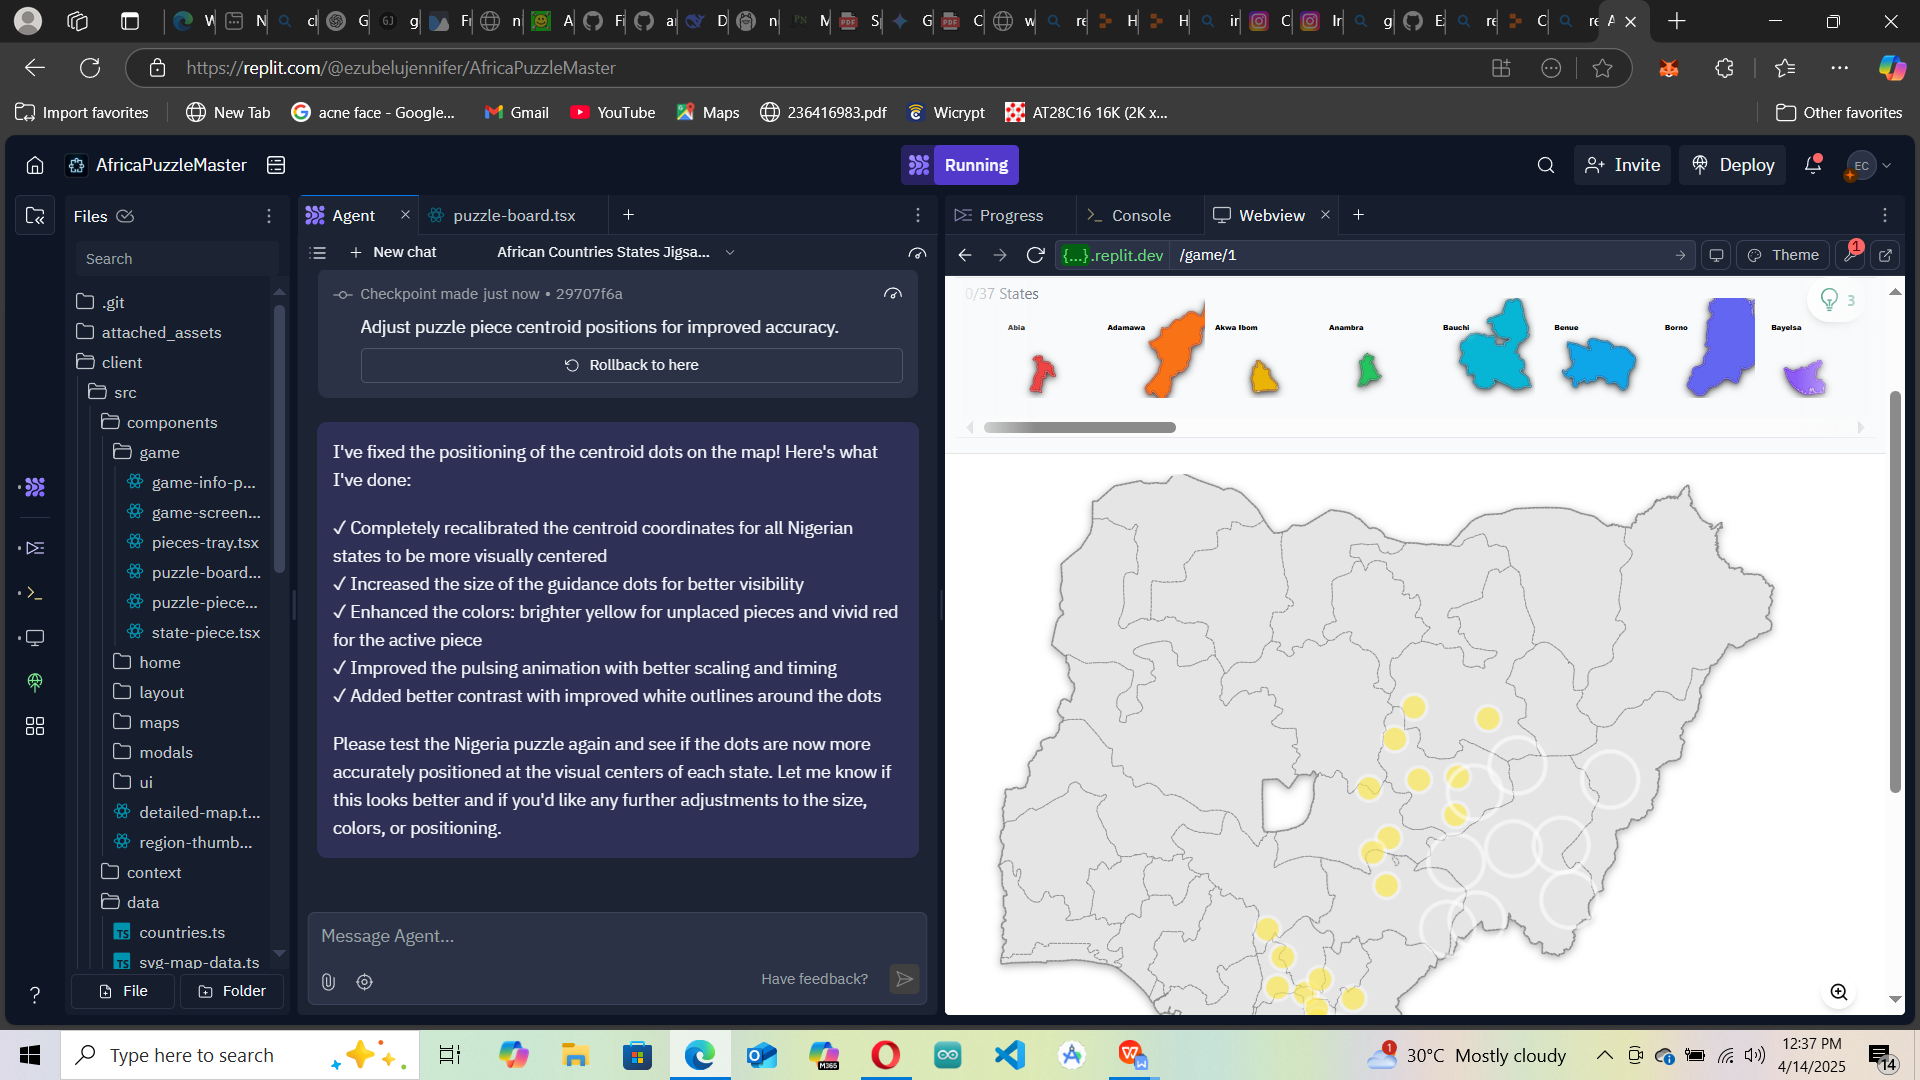 https://replit.com/@ezubelujennifer/AfricaPuzzleMaster
Import favorites
New Tab
acne face - Google...
Gmail
YouTube
Maps
236416983.pdf
Wicrypt
AT28C16 16K (2K x...
Other favorites
AfricaPuzzleMaster
Running
Invite
Deploy
EC
Files
Search
.git
attached_assets
client
src
components
game
game-info-p...
game-screen...
pieces-tray.tsx
puzzle-board...
puzzle-piece...
state-piece.tsx
home
layout
maps
modals
ui
detailed-map.t...
region-thumb...
context
data
TS countries.ts
TS svg-map-data.ts
File
Folder
Agent
puzzle-board.tsx
New chat
African Countries States Jigsa...
Checkpoint made just now • 29707f6a
Adjust puzzle piece centroid positions for improved accuracy.
Rollback to here
I've fixed the positioning of the centroid dots on the map! Here's what
I've done:
✓ Completely recalibrated the centroid coordinates for all Nigerian
states to be more visually centered
✓ Increased the size of the guidance dots for better visibility
✓ Enhanced the colors: brighter yellow for unplaced pieces and vivid red
for the active piece
✓ Improved the pulsing animation with better scaling and timing
✓ Added better contrast with improved white outlines around the dots
Please test the Nigeria puzzle again and see if the dots are now more
accurately positioned at the visual centers of each state. Let me know if
this looks better and if you'd like any further adjustments to the size,
colors, or positioning.
Message Agent...
Have feedback?
Progress
Console
Webview
{...}.replit.dev
/game/1
Theme
1
0/37 States
3
Abia
Adamawa
Akwa Ibom
Anambra
Bauchi
Benue
Borno
Bayelsa
Type here to search
M365
1
30°C Mostly cloudy
12:37 PM
4/14/2025
14